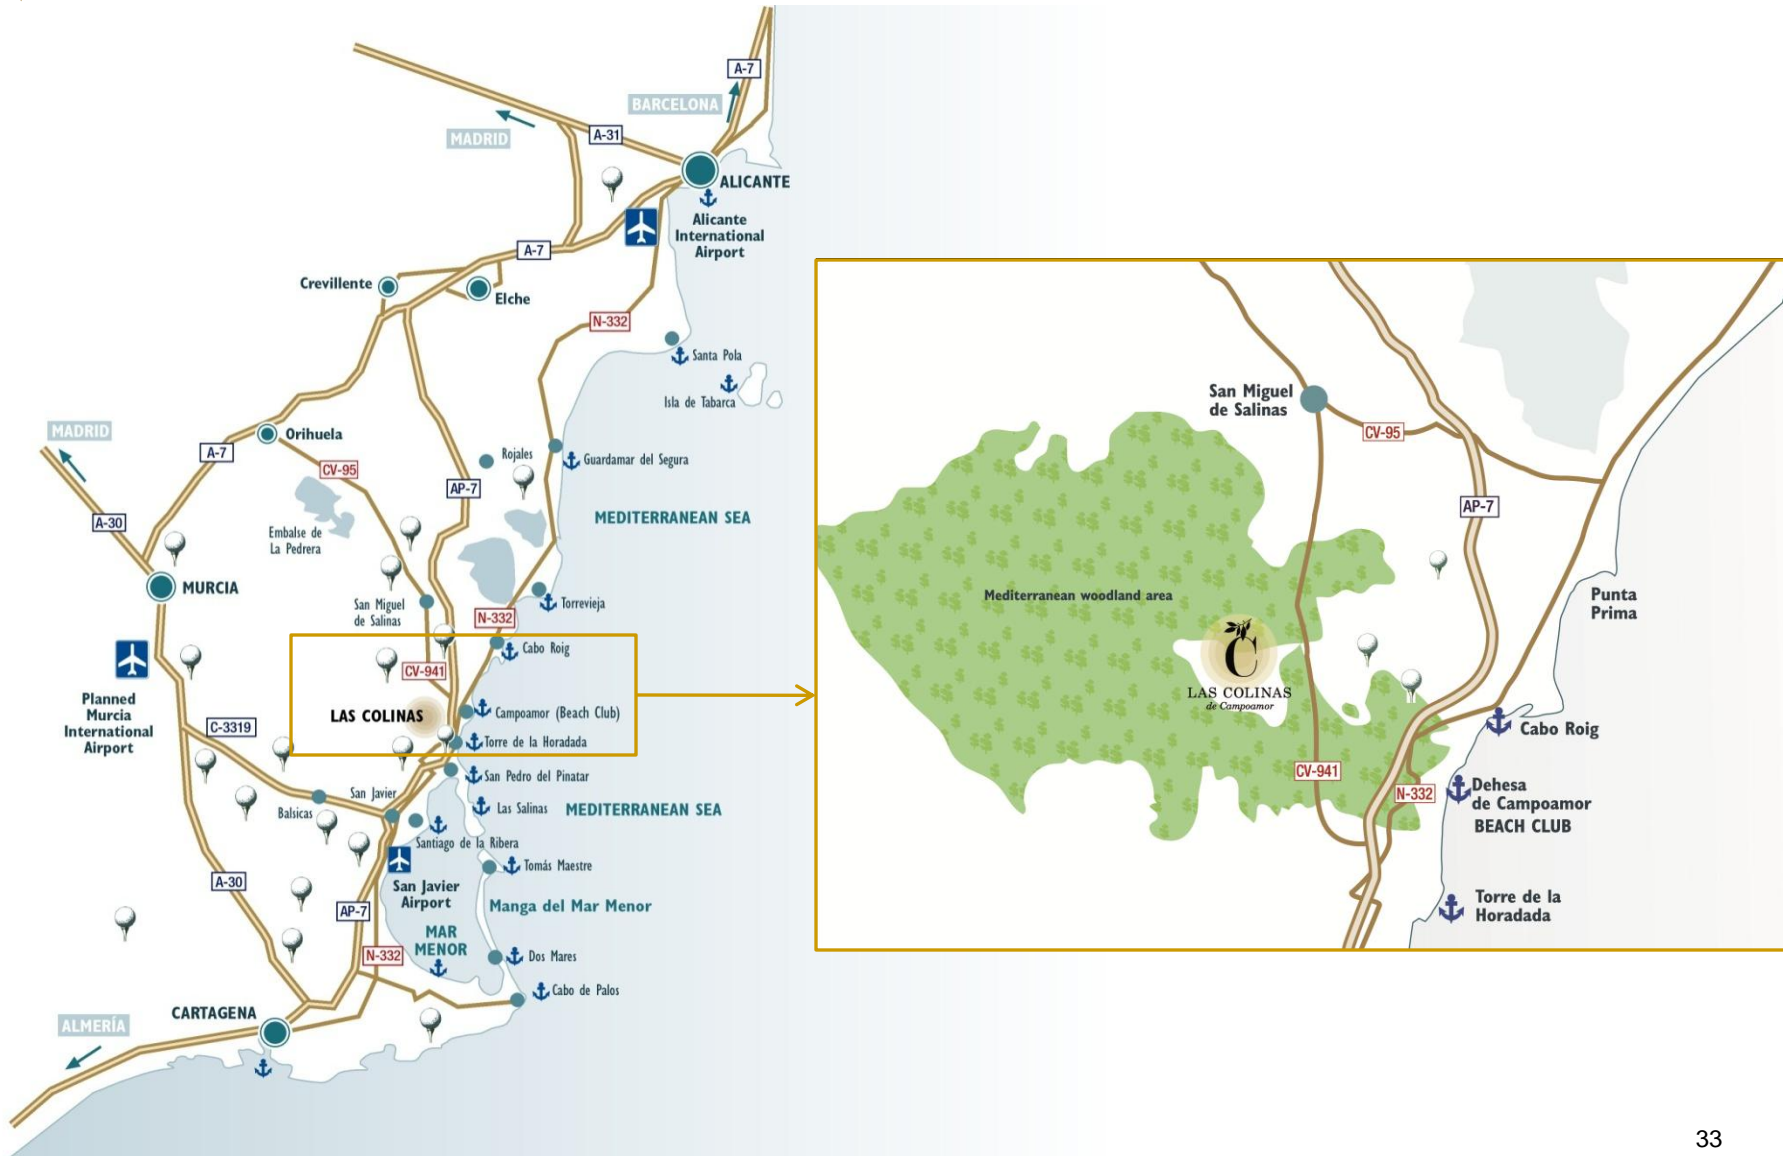 A-7
BARCELONA
A-31
MADRID
ALICANTE
Alicante
International
Airport
A-7
Crevillente
Elche
N-332
Santa Pola
Isla de Tabarca
MADRID
Orihuela
A-7
CV-95
Rojales
Guardamar del Segura
AP-7
A-30
MEDITERRANEAN SEA
Embalse de
La Pedrera
MURCIA
San Miguel
de Salinas
Torrevieja
N-332
Cabo Roig
CV-941
Planned
Murcia
International
Airport
LAS COLINAS
Campoamor (Beach Club)
C-3319
Torre de la Horadada
San Pedro del Pinatar
San Javier
Balsicas
Las Salinas
MEDITERRANEAN SEA
Santiago de la Ribera
Tomás Maestre
A-30
San Javier
Airport
AP-7
Manga del Mar Menor
MAR
MENOR
N-332
Dos Mares
Cabo de Palos
CARTAGENA
ALMERÍA
San Miguel
de Salinas
CV-95
AP-7
Mediterranean woodland area
Punta
Prima
C
LAS COLINAS
de Campoamor
Cabo Roig
CV-941
N-332
Dehesa
de Campoamor
BEACH CLUB
Torre de la
Horadada
33